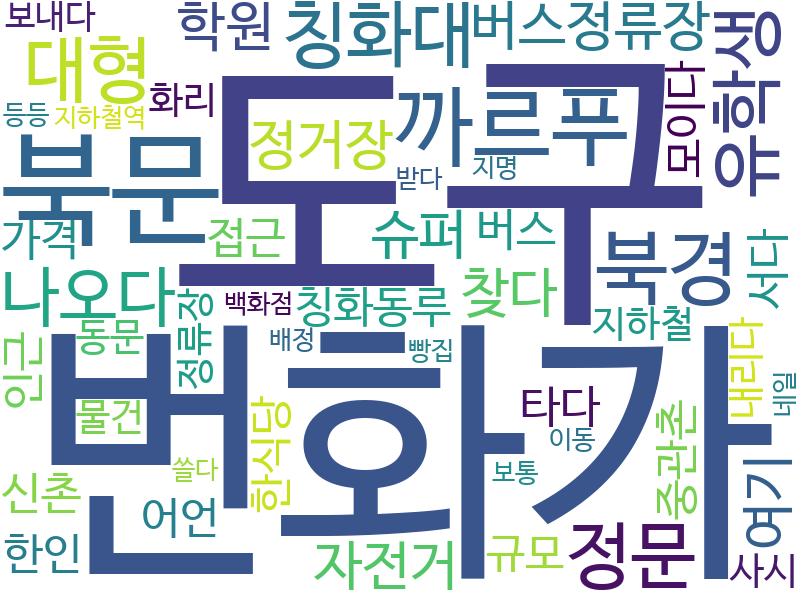 보내다
학원
칭화대
버스정류장
유학생
대형
등등
지하철역
화리
도구
까르푸
모이다
정거장
북문
받다
지명
가격
접근
슈퍼
버스
북경
서다
나오다
정류장
백화점
칭화동루
찾다
지하철
인근
동문
배정
빵집
내리다
네일
번화가
물건
한식당
타다
이동
중관촌
쓸다
보통
여기
신촌
어언
한인
자전거
규모
정문
사시